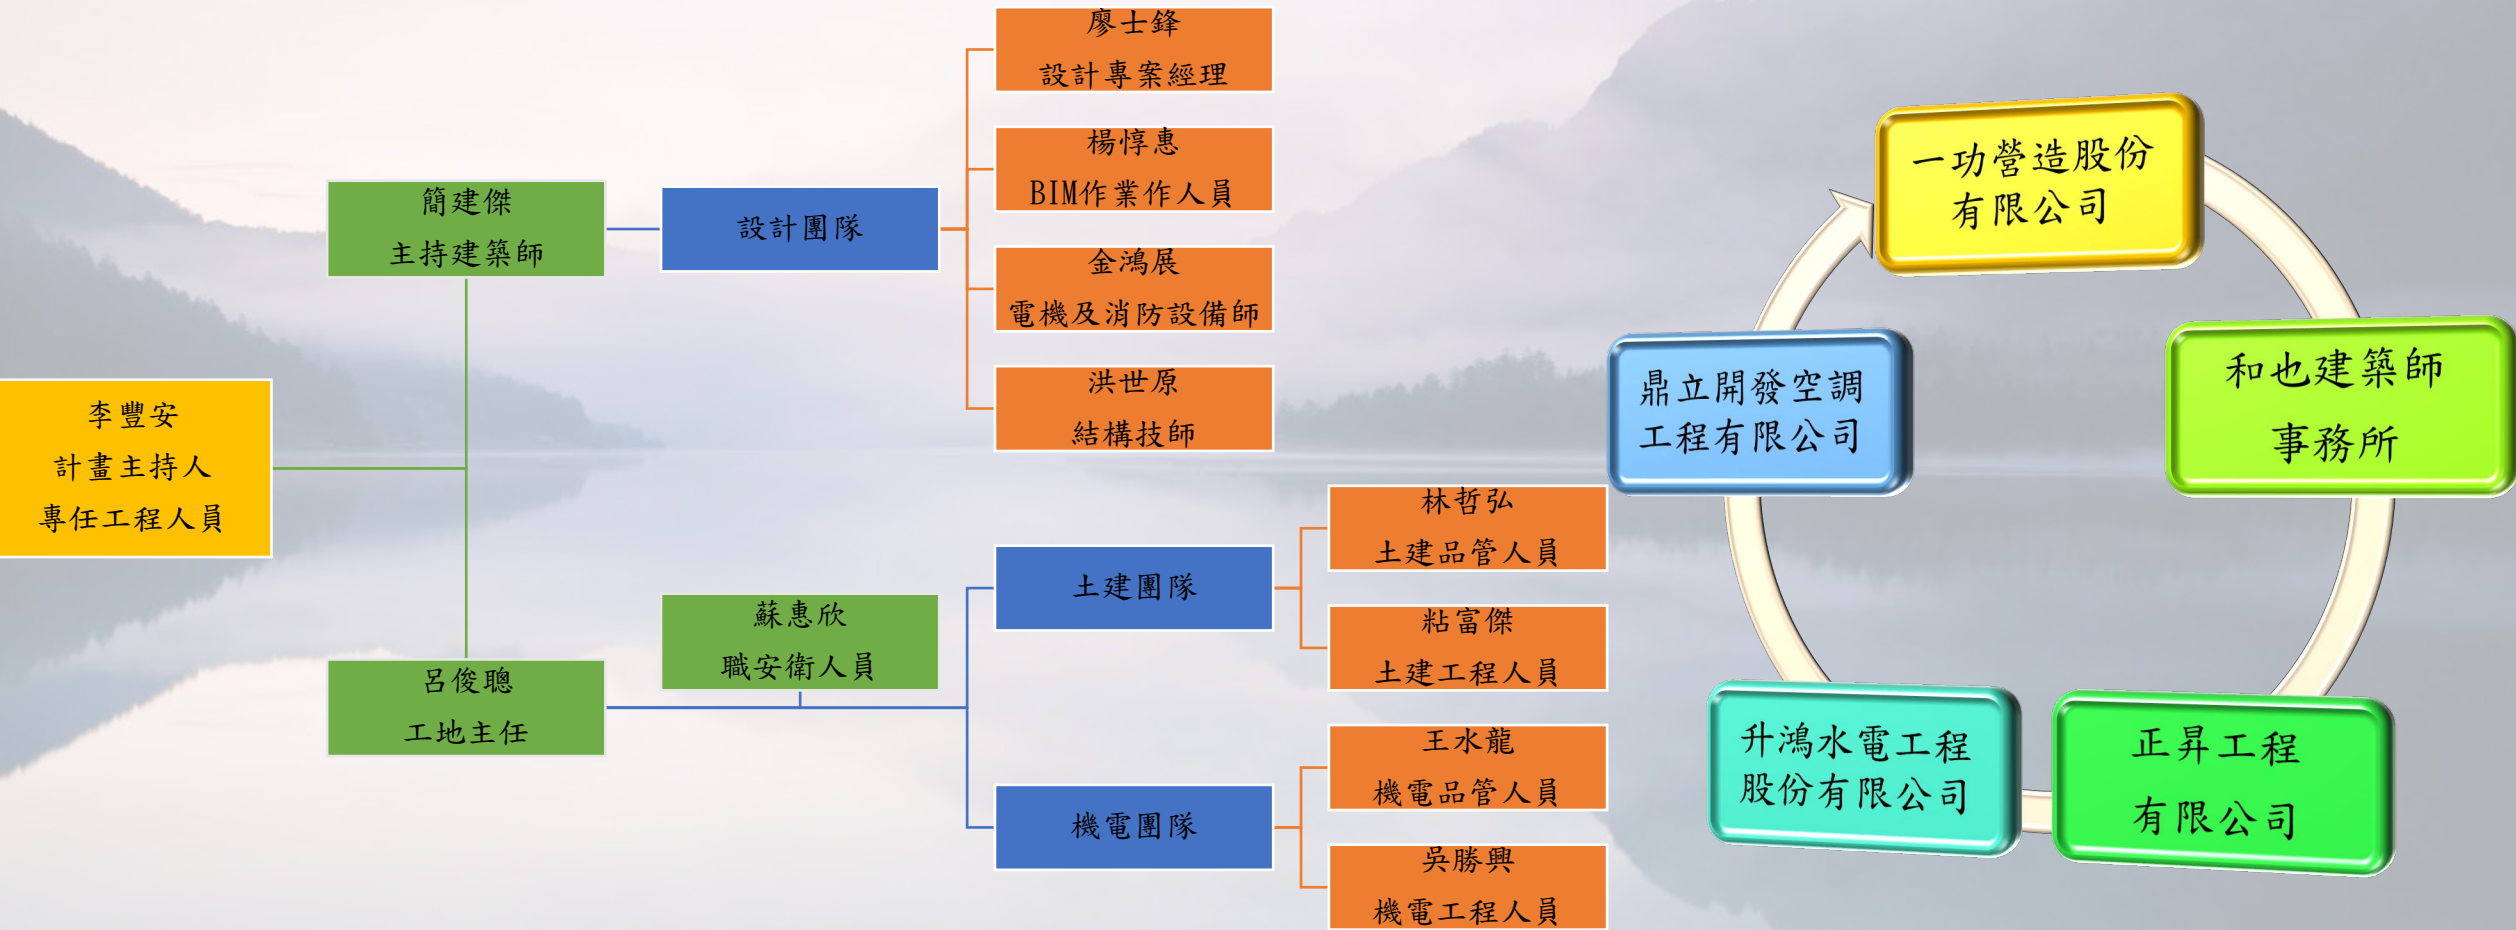 李豐安
計畫主持人
專任工程人員
簡建傑
主持建築師
設計團隊
廖士鋒
設計專案經理
楊惇惠
BIM作業作人員
金鴻展
電機及消防設備師
洪世原
結構技師
呂俊聰
工地主任
蘇惠欣
職安衛人員
土建團隊
林哲弘
土建品管人員
粘富傑
土建工程人員
機電團隊
王水龍
機電品管人員
吳勝興
機電工程人員
一功營造股份
有限公司
和也建築師
事務所
正昇工程
有限公司
升鴻水電工程
股份有限公司
鼎立開發空調
工程有限公司